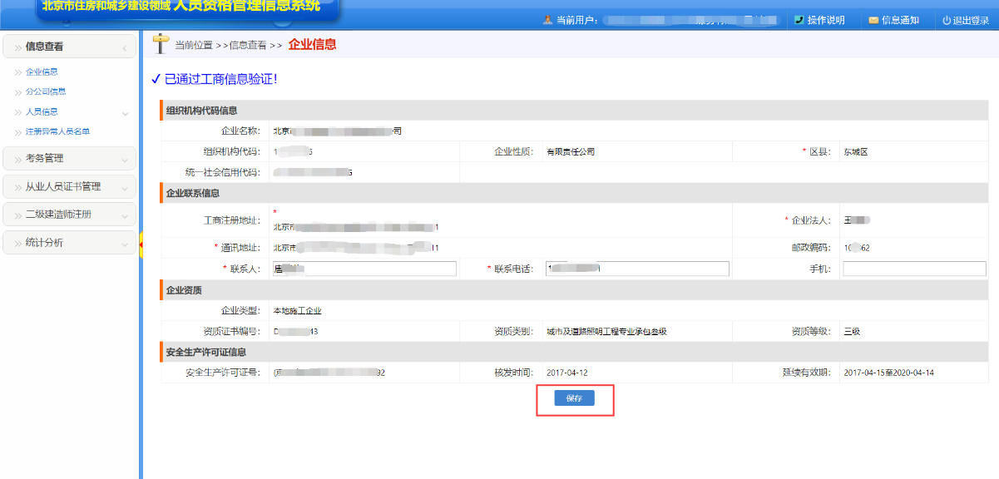 北京市住房和城乡建设领域 人员资格管理信息系统
当前用户： 操作说明 信息通知 退出登录
信息查看
企业信息
分公司信息
人员信息
注册异常人员名单
考务管理
从业人员证书管理
二级建造师注册
统计分析
当前位置 >>信息查看 >> 企业信息
✓ 已通过工商信息验证!
组织机构代码信息
企业名称： 北京 司
组织机构代码： 1 5 企业性质： 有限责任公司 * 区县： 东城区
统一社会信用代码：
企业联系信息
工商注册地址： * 北京市 1 * 企业法人： 王
* 通讯地址： 北京市 11 邮政编码： 10 62
* 联系人： 唐 * 联系电话： 1 手机：
企业资质
企业类型： 本地施工企业
资质证书编号： D 43 资质类别： 城市及道路照明工程专业承包叁级 资质等级： 三级
安全生产许可证信息
安全生产许可证号： 92 核发时间： 2017-04-12 延续有效期： 2017-04-15至2020-04-14
保存